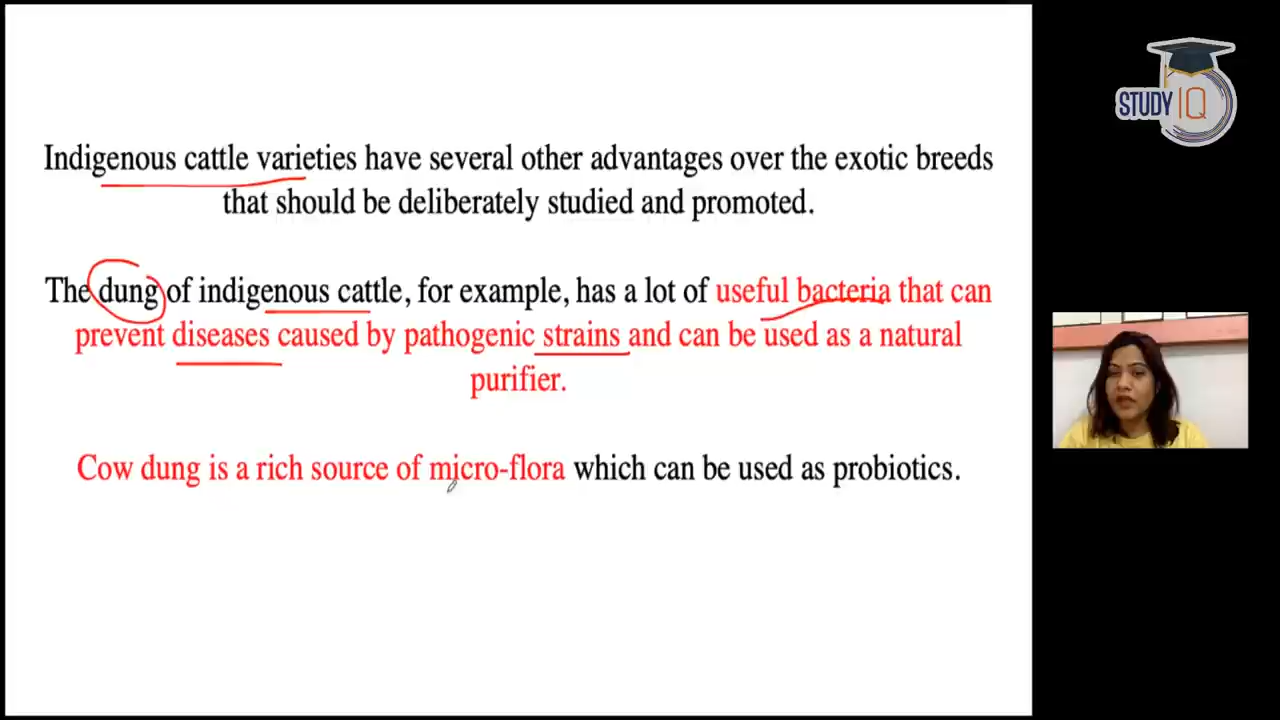 STUDY IQ
Indigenous cattle varieties have several other advantages over the exotic breeds
that should be deliberately studied and promoted.
The dung of indigenous cattle, for example, has a lot of useful bacteria that can
prevent diseases caused by pathogenic strains and can be used as a natural
purifier.
Cow dung is a rich source of micro-flora which can be used as probiotics.